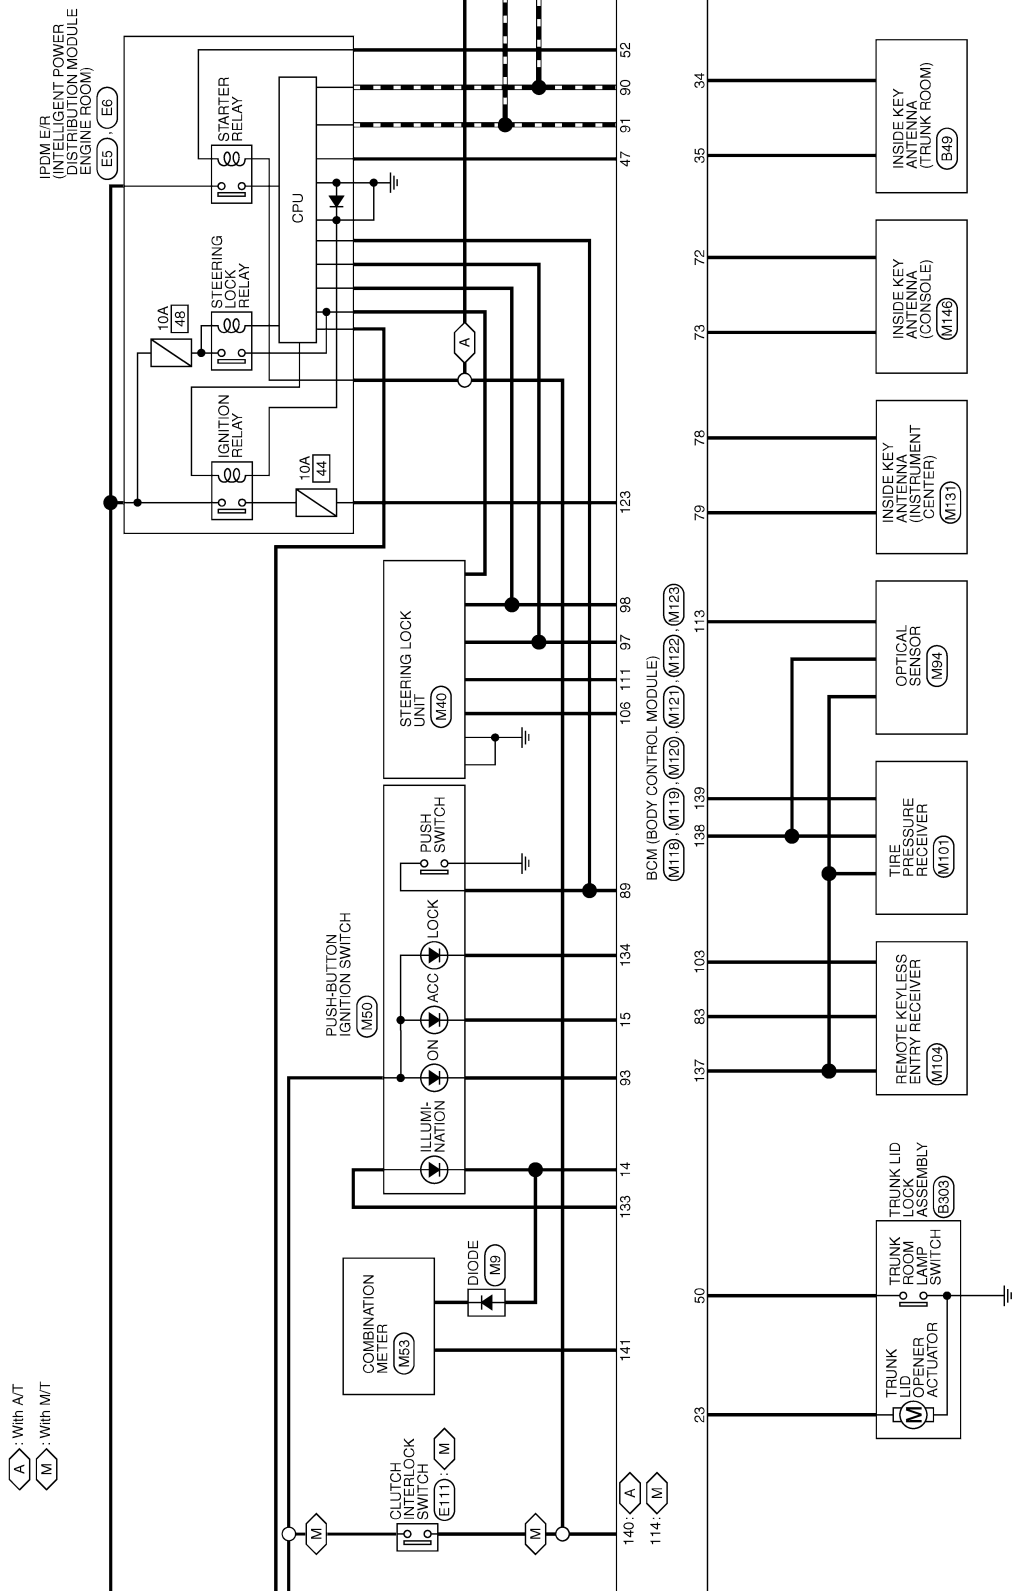 A : With A/T
M : With M/T
IPDM E/R
(INTELLIGENT POWER
DISTRIBUTION MODULE
ENGINE ROOM)
E5 , E6
STARTER
RELAY
STEERING
LOCK
RELAY
IGNITION
RELAY
10A
48
10A
44
CPU
A
52
90
91
47
123
98
97
111
106
89
134
15
93
14
133
141
140: A
114: M
STEERING LOCK
UNIT
M40
PUSH-BUTTON
IGNITION SWITCH
M50
PUSH
SWITCH
LOCK
ACC
ON
ILLUMI-
NATION
COMBINATION
METER
M53
DIODE
M9
CLUTCH
INTERLOCK
SWITCH
E111 : M
M
M
BCM (BODY CONTROL MODULE)
M118 , M119 , M120 , M121 , M122 , M123
34
35
72
73
78
79
113
139
138
103
83
137
50
23
INSIDE KEY
ANTENNA
(TRUNK ROOM)
B49
INSIDE KEY
ANTENNA
(CONSOLE)
M146
INSIDE KEY
ANTENNA
(INSTRUMENT
CENTER)
M131
OPTICAL
SENSOR
M94
TIRE
PRESSURE
RECEIVER
M101
REMOTE KEYLESS
ENTRY RECEIVER
M104
TRUNK LID
LOCK
ASSEMBLY
B303
TRUNK
ROOM
LAMP
SWITCH
TRUNK
LID
OPENER
ACTUATOR
M